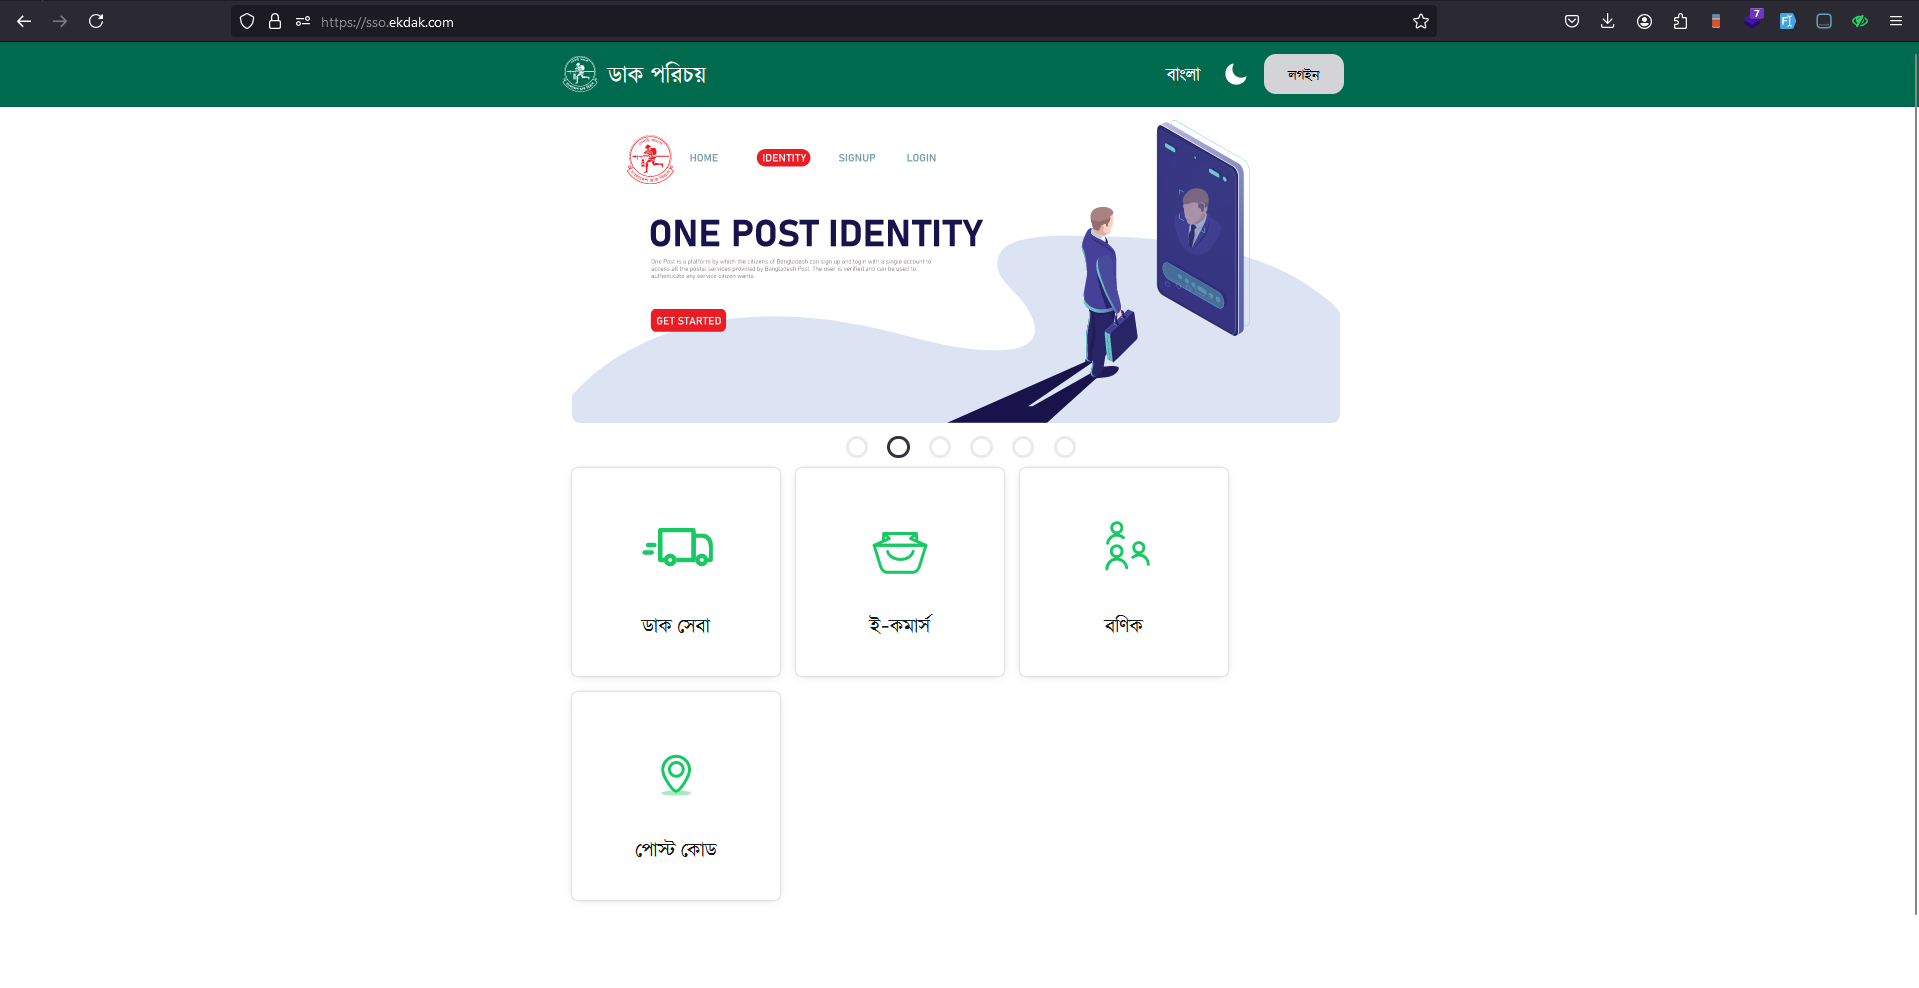 https://sso.ekdak.com
7
ডাক পরিচয়
বাংলা
লগইন
HOME
IDENTITY
SIGNUP
LOGIN
ONE POST IDENTITY
One Post is a platform by which the citizens of Bangladesh can sign up and login with a single account to
access all the postal services provided by Bangladesh Post. The user is verified and can be used to
authenticate any service citizen wants.
GET STARTED
ডাক সেবা
ই-কমার্স
বণিক
পোস্ট কোড